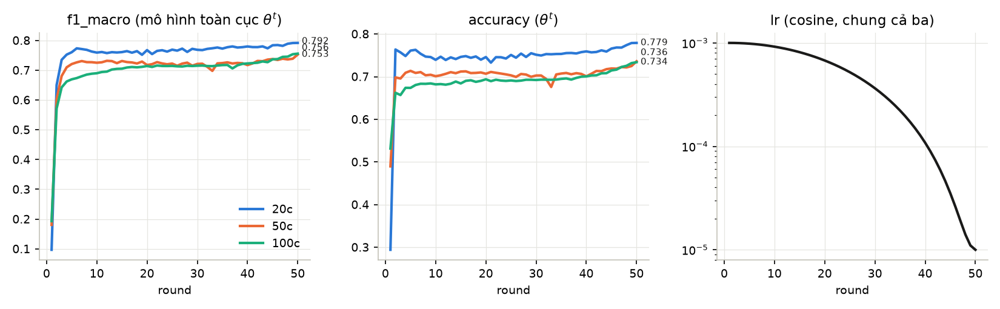 f1_macro (mô hình toàn cục θ^t)
0.8
0.7
0.6
0.5
0.4
0.3
0.2
0.1
0.792
0.756
0.753
20c
50c
100c
0 10 20 30 40 50
round
accuracy (θ^t)
0.8
0.7
0.6
0.5
0.4
0.3
0.779
0.736
0.734
0 10 20 30 40 50
round
lr (cosine, chung cả ba)
10^−3
10^−4
10^−5
0 10 20 30 40 50
round